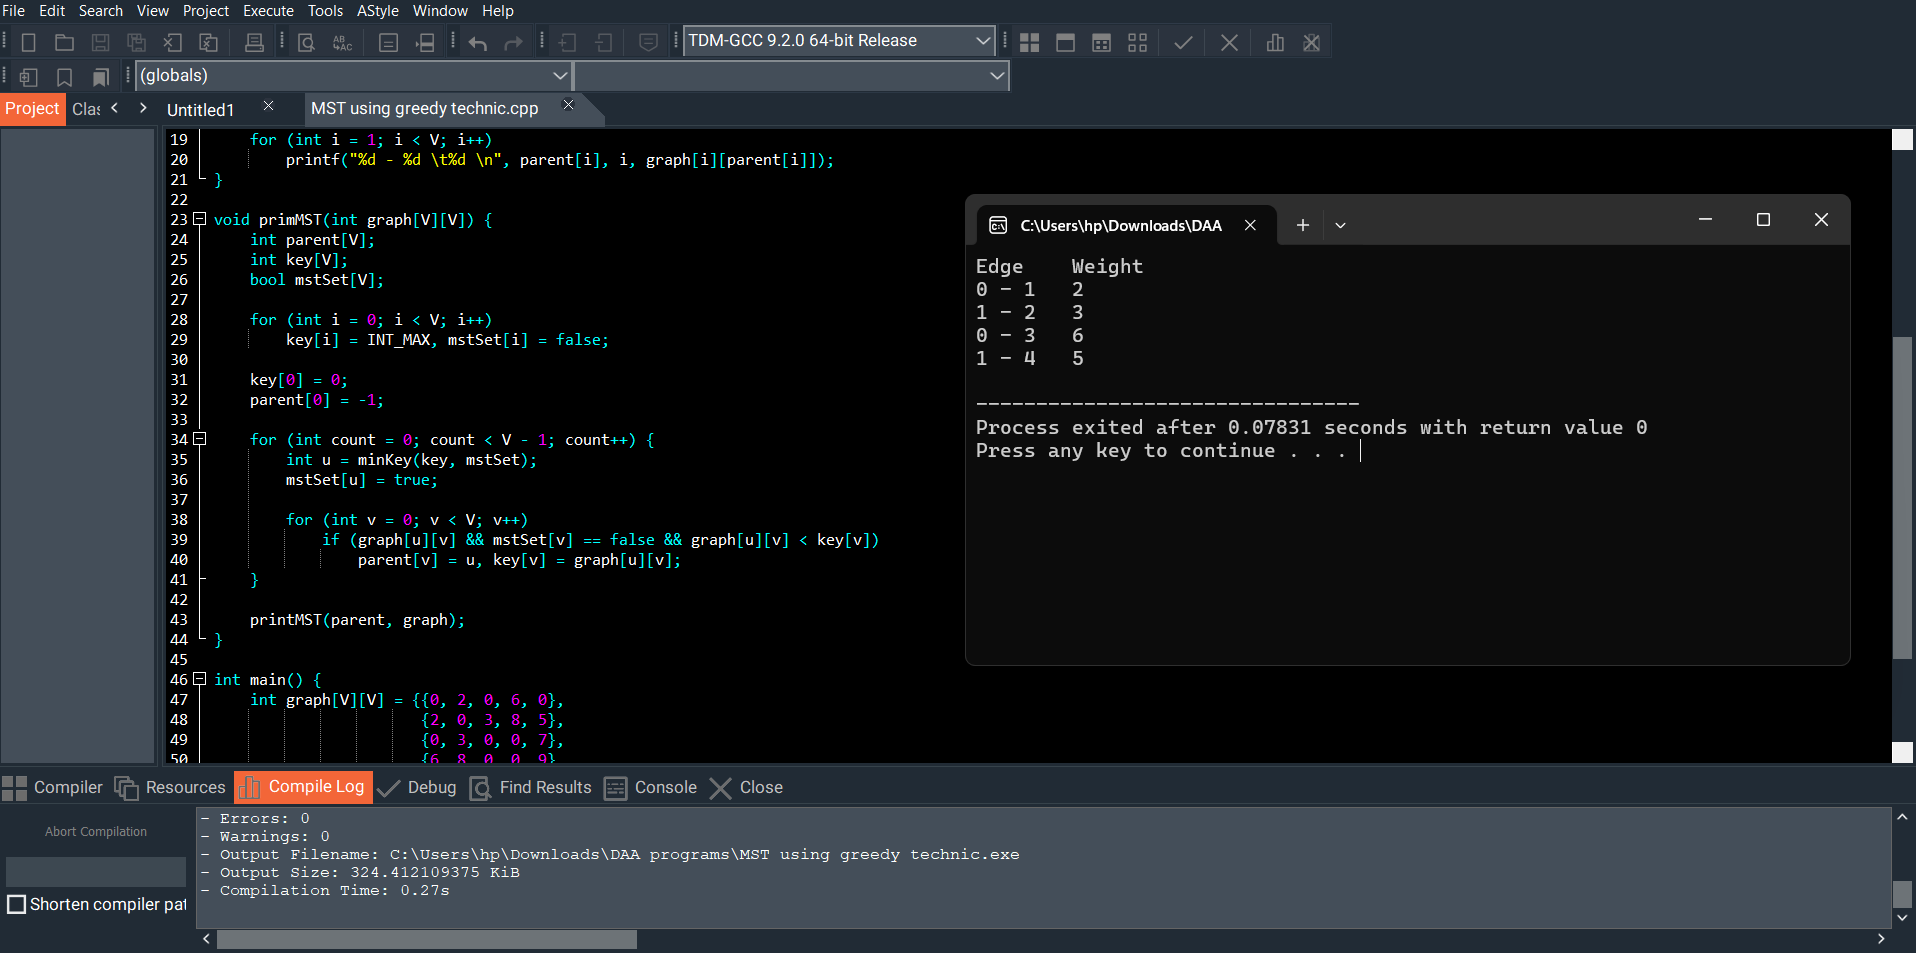 File Edit Search View Project Execute Tools AStyle Window Help
TDM-GCC 9.2.0 64-bit Release
(globals)
Project Clas Untitled1 MST using greedy technic.cpp
19 for (int i = 1; i < V; i++)
20 printf("%d - %d \t%d \n", parent[i], i, graph[i][parent[i]]);
21 }
22
23 void primMST(int graph[V][V]) {
24 int parent[V];
25 int key[V];
26 bool mstSet[V];
27
28 for (int i = 0; i < V; i++)
29 key[i] = INT_MAX, mstSet[i] = false;
30
31 key[0] = 0;
32 parent[0] = -1;
33
34 for (int count = 0; count < V - 1; count++) {
35 int u = minKey(key, mstSet);
36 mstSet[u] = true;
37
38 for (int v = 0; v < V; v++)
39 if (graph[u][v] && mstSet[v] == false && graph[u][v] < key[v])
40 parent[v] = u, key[v] = graph[u][v];
41 }
42
43 printMST(parent, graph);
44 }
45
46 int main() {
47 int graph[V][V] = {{0, 2, 0, 6, 0},
48 {2, 0, 3, 8, 5},
49 {0, 3, 0, 0, 7},
50 {6, 8, 0, 0, 9},
C:\Users\hp\Downloads\DAA
Edge Weight
0 - 1 2
1 - 2 3
0 - 3 6
1 - 4 5
--------------------------------
Process exited after 0.07831 seconds with return value 0
Press any key to continue . . .
Compiler Resources Compile Log Debug Find Results Console Close
Abort Compilation
Shorten compiler pat
- Errors: 0
- Warnings: 0
- Output Filename: C:\Users\hp\Downloads\DAA programs\MST using greedy technic.exe
- Output Size: 324.412109375 KiB
- Compilation Time: 0.27s